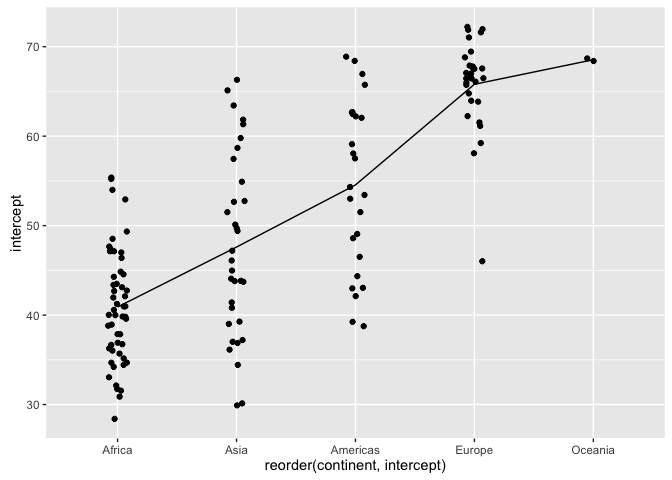 70
60
50
40
30
intercept
Africa Asia Americas Europe Oceania
reorder(continent, intercept)